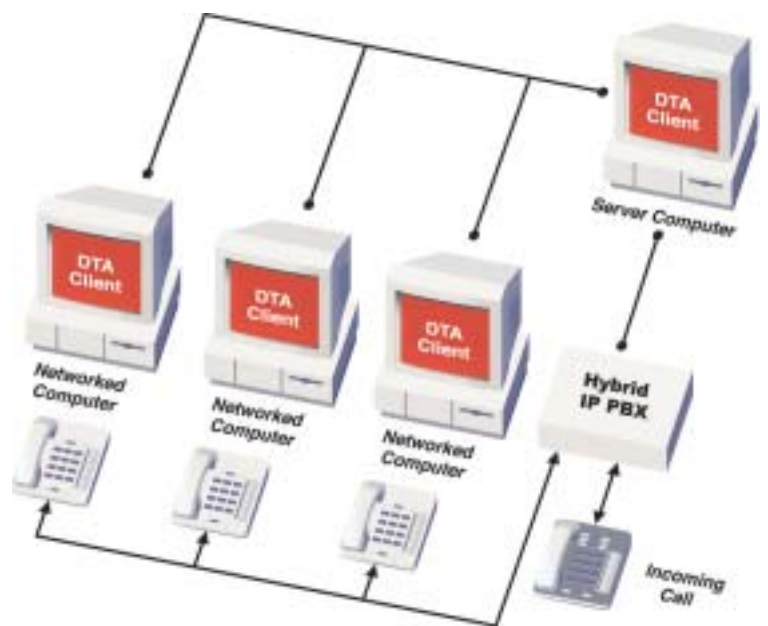 DTA
Client
Server Computer
DTA
Client
Networked
Computer
DTA
Client
Networked
Computer
DTA
Client
Networked
Computer
Hybrid
IP PBX
Incoming
Call